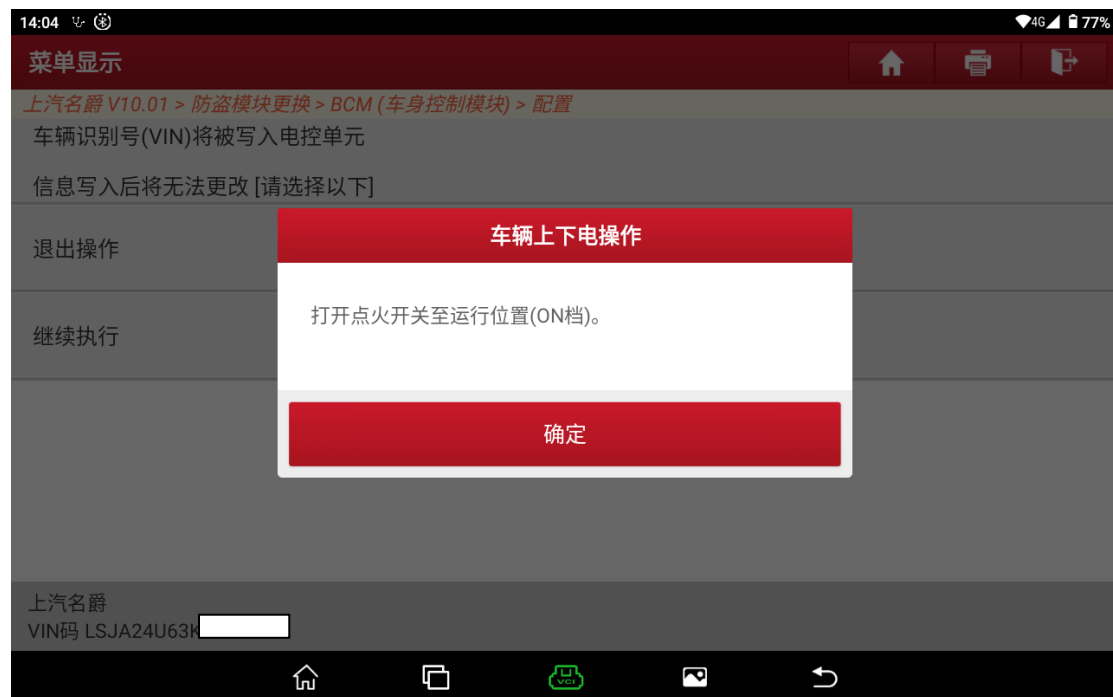 14:04
4G 77%
菜单显示
上汽名爵 V10.01 > 防盗模块更换 > BCM (车身控制模块) > 配置
车辆识别号(VIN)将被写入电控单元
信息写入后将无法更改 [请选择以下]
退出操作
继续执行
车辆上下电操作
打开点火开关至运行位置(ON档)。
确定
上汽名爵
VIN码 LSJA24U63K
VCI